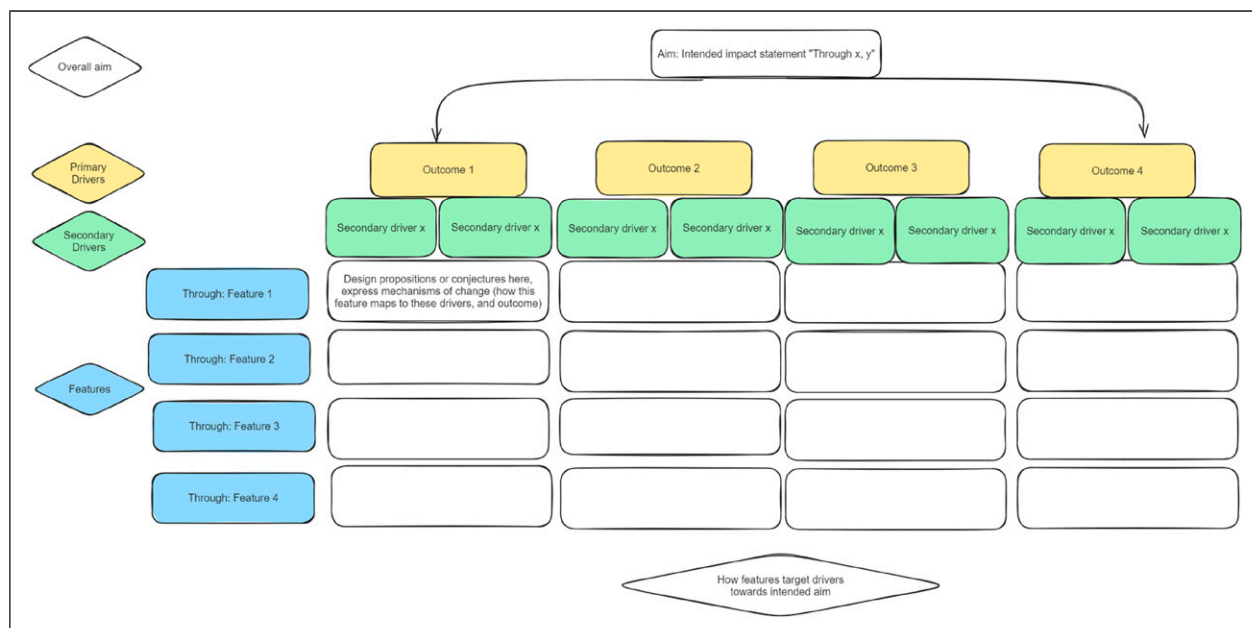 Overall aim
Aim: Intended impact statement "Through x, y"
Primary
Drivers
Outcome 1
Outcome 2
Outcome 3
Outcome 4
Secondary
Drivers
Secondary driver x
Secondary driver x
Secondary driver x
Secondary driver x
Secondary driver x
Secondary driver x
Secondary driver x
Secondary driver x
Through: Feature 1
Design propositions or conjectures here,
express mechanisms of change (how this
feature maps to these drivers, and outcome)
Through: Feature 2
Features
Through: Feature 3
Through: Feature 4
How features target drivers
towards intended aim